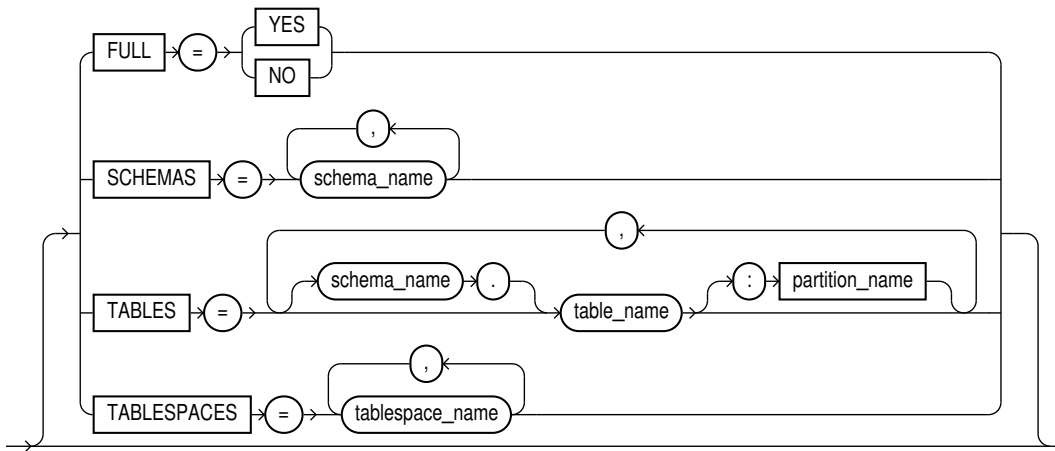 YES
FULL =
NO
,
SCHEMAS = schema_name
,
schema_name . : partition_name
TABLES = table_name
,
TABLESPACES = tablespace_name